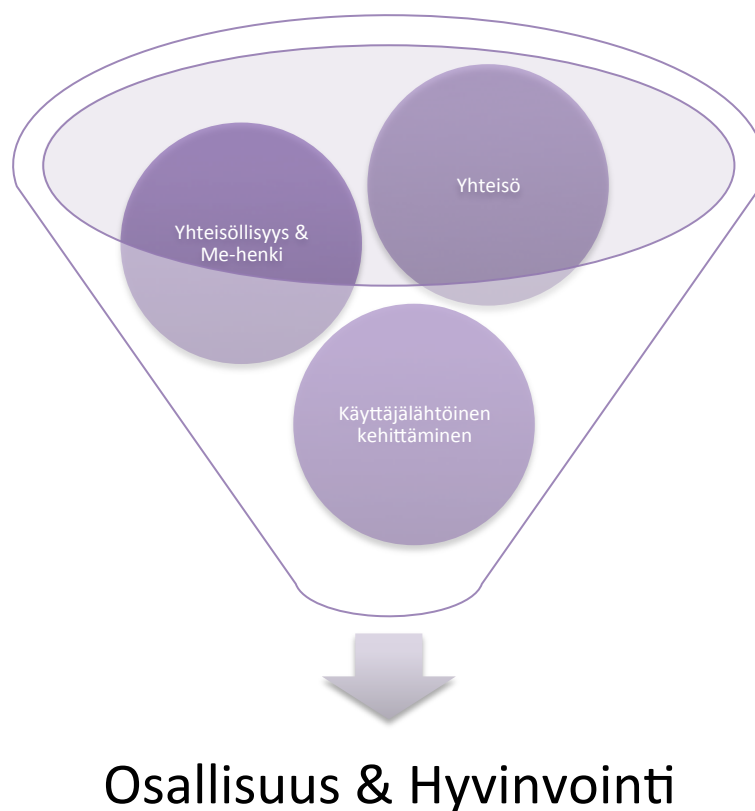 Yhteisö
Yhteisöllisyys &
Me-henki
Käyttäjälähtöinen
kehittäminen
Osallisuus & Hyvinvointi